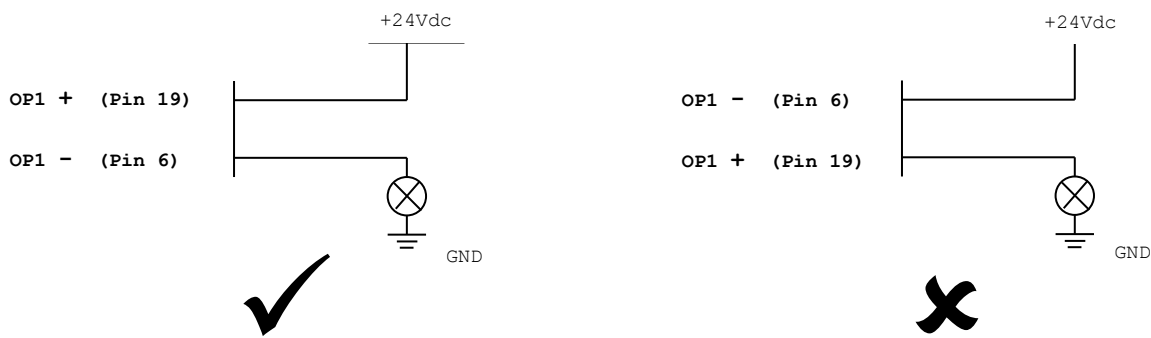 +24Vdc
OP1 + (Pin 19)
OP1 - (Pin 6)
GND
+24Vdc
OP1 - (Pin 6)
OP1 + (Pin 19)
GND